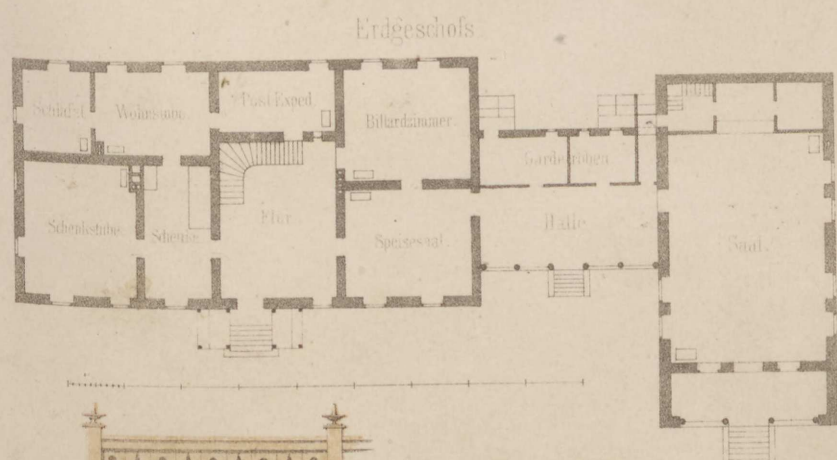 Erdgeschoſs
Schlafst.
Wohnstube.
Post Exped.
Billardzimmer.
Garderoben.
Schenkstube.
Schenke.
Flur.
Speisesaal.
Halle
Saal.